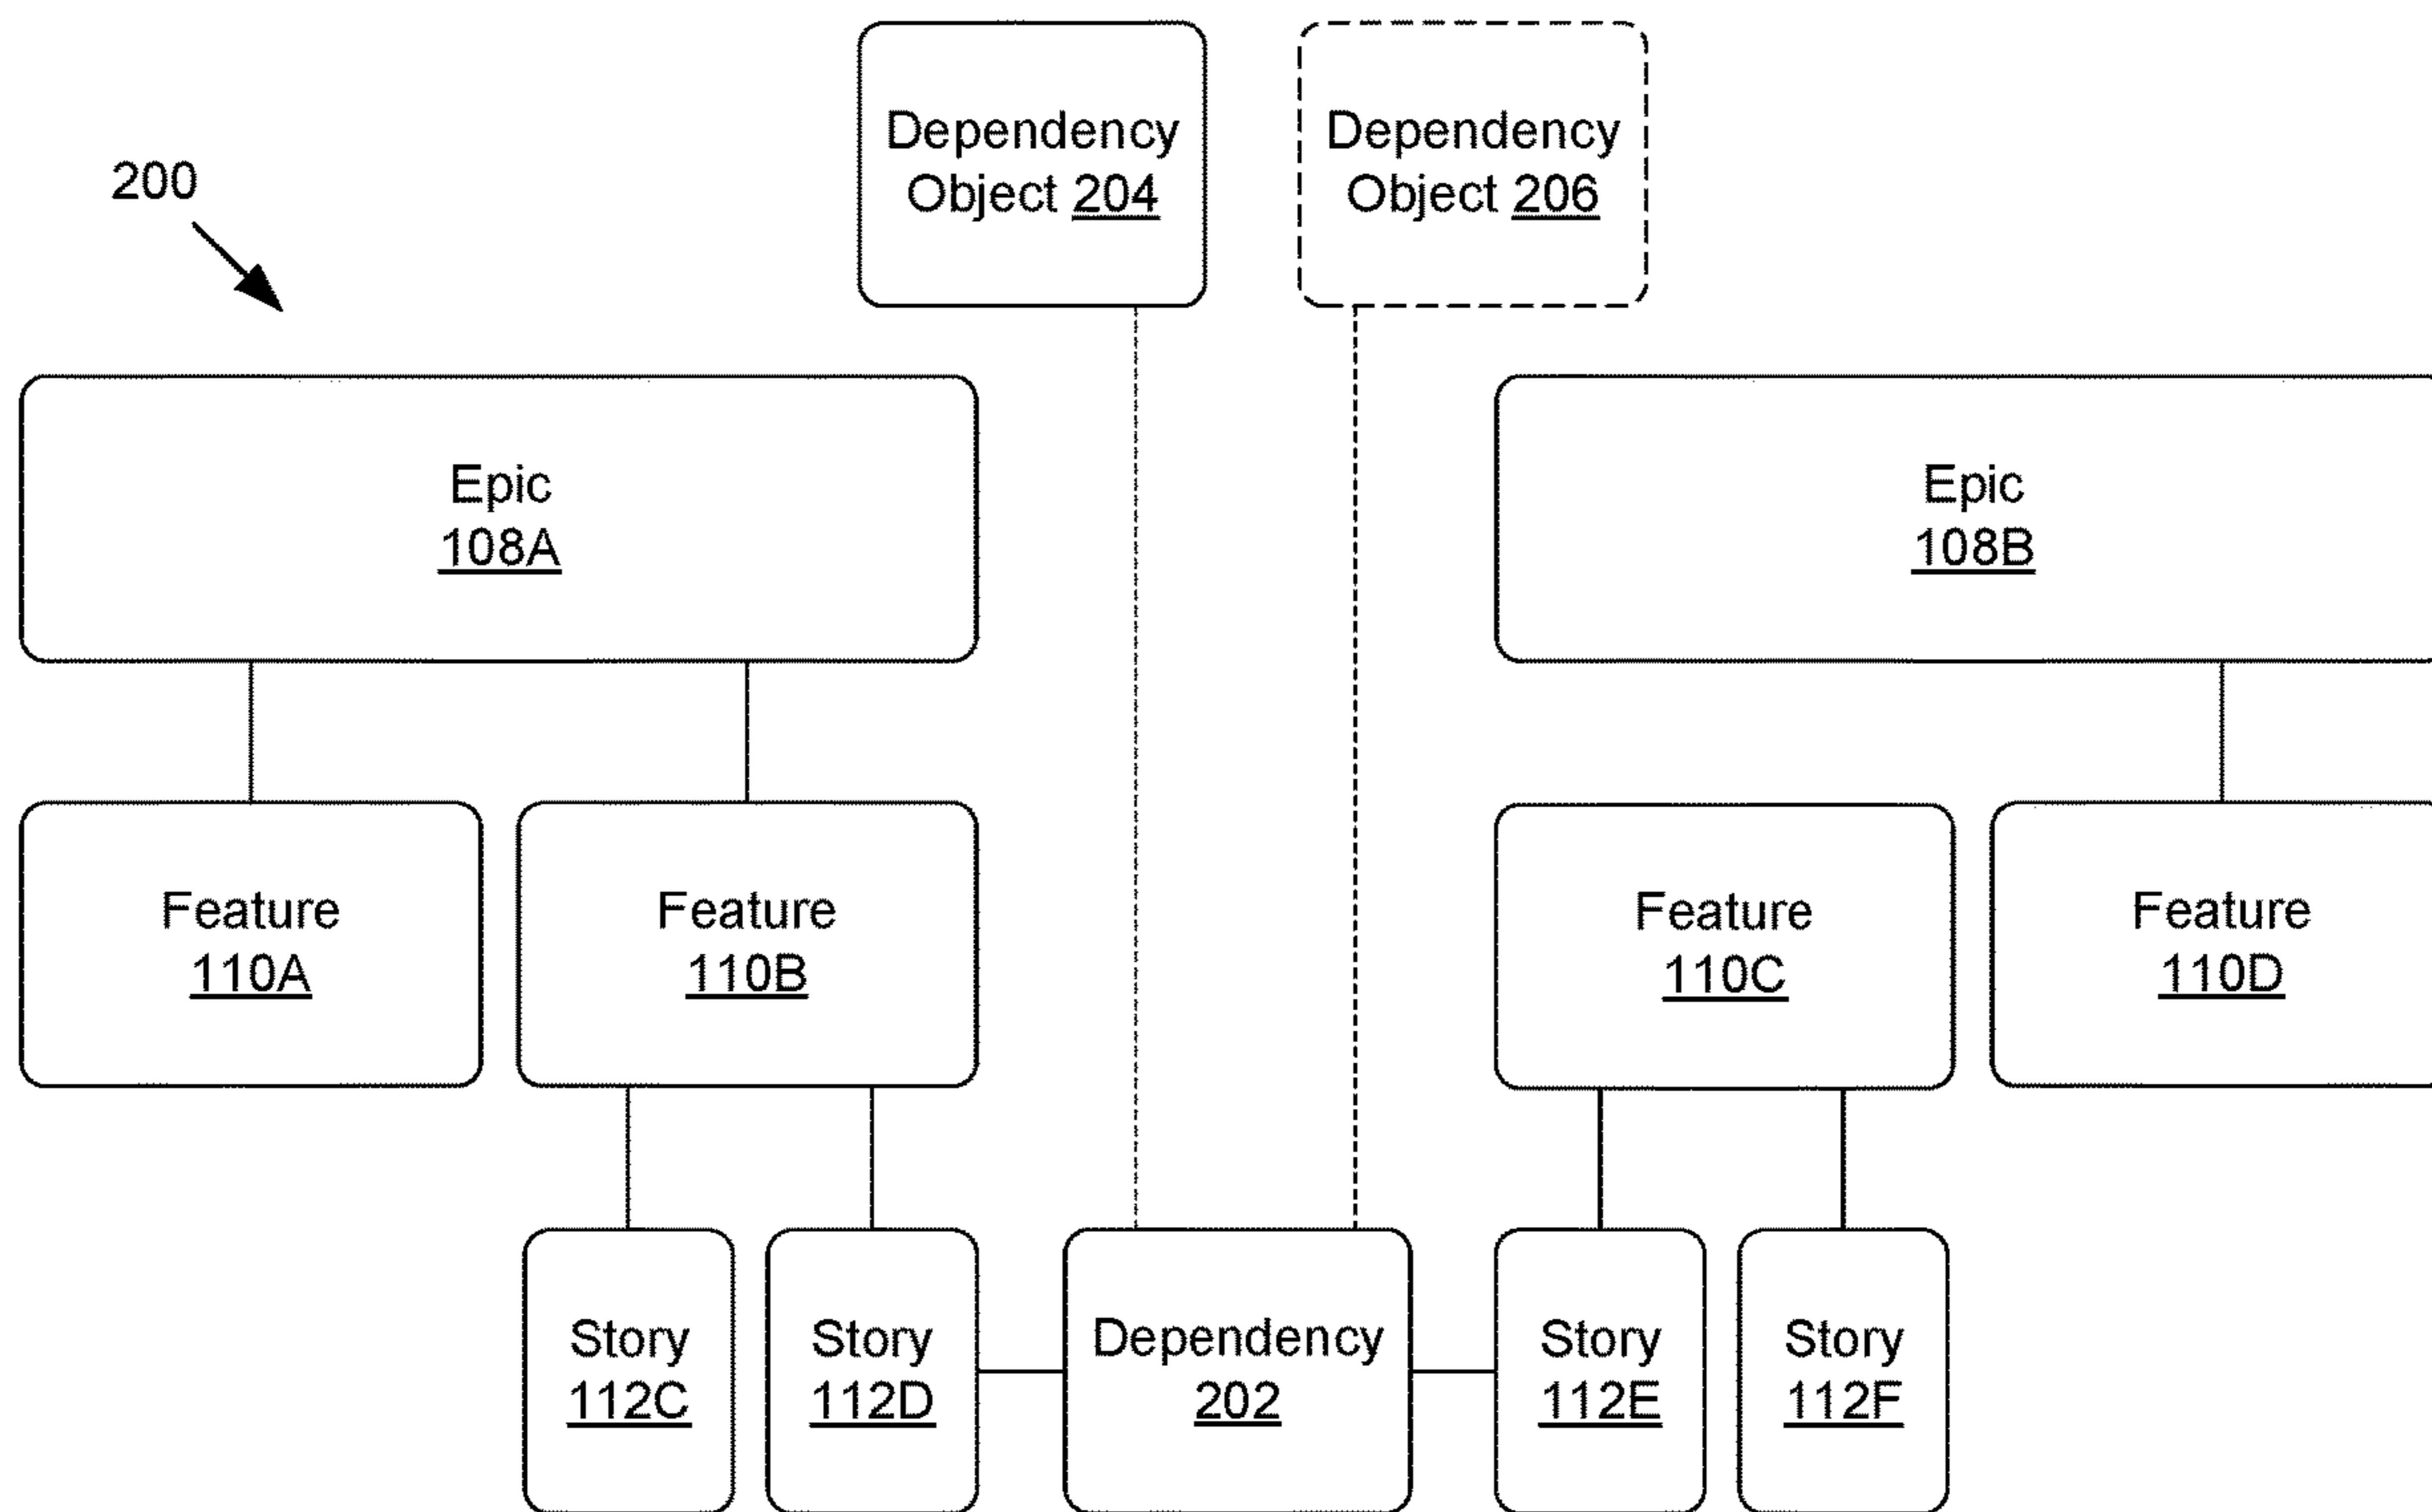 200
Dependency
Object 204
Dependency
Object 206
Epic
108A
Epic
108B
Feature
110A
Feature
110B
Feature
110C
Feature
110D
Story
112C
Story
112D
Dependency
202
Story
112E
Story
112F